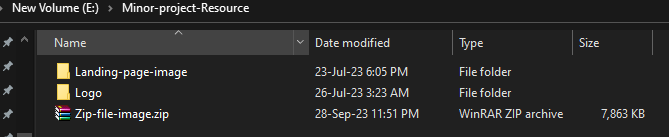 New Volume (E:) > Minor-project-Resource
Name Date modified Type Size
Landing-page-image 23-Jul-23 6:05 PM File folder
Logo 26-Jul-23 3:23 AM File folder
Zip-file-image.zip 28-Sep-23 11:51 PM WinRAR ZIP archive 7,863 KB